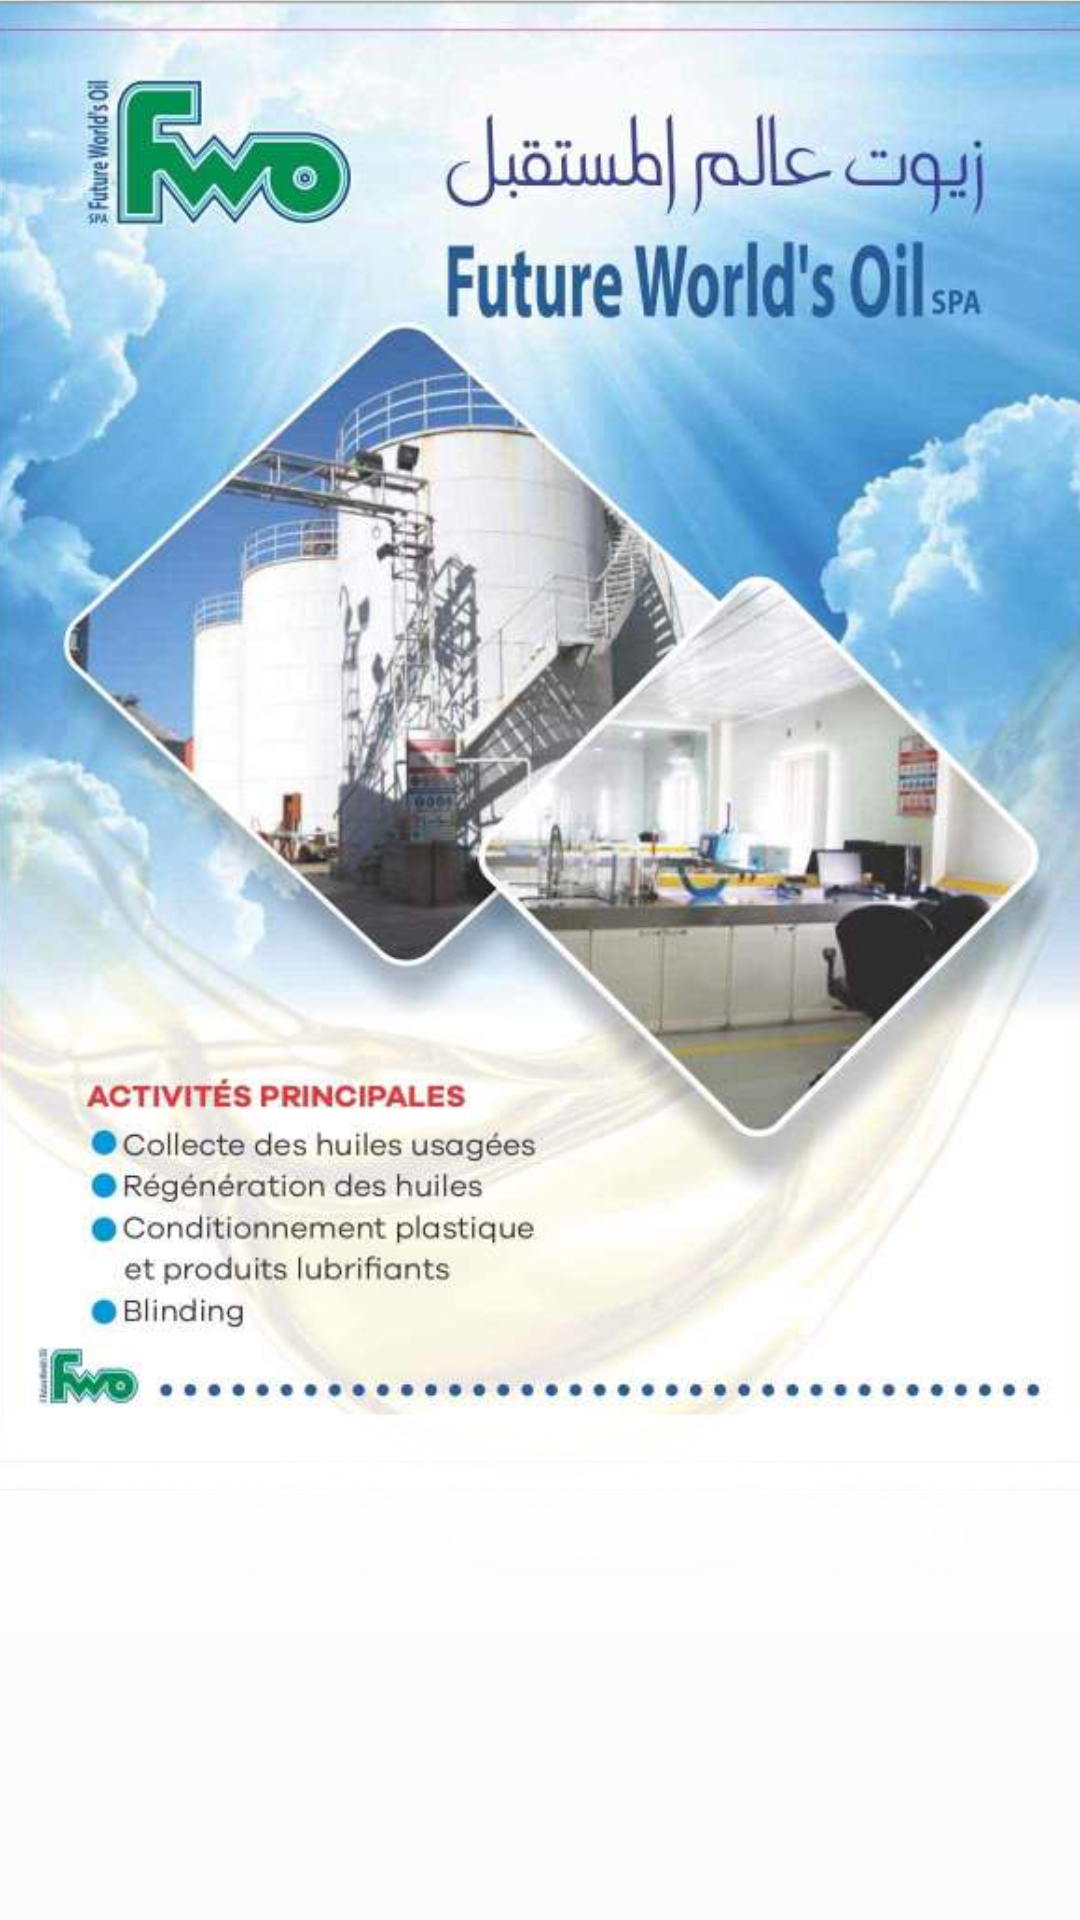 SPA Future World's Oil
FWO
زيوت عالم المستقبل
Future World's Oil SPA
ACTIVITÉS PRINCIPALES
Collecte des huiles usagées
Régénération des huiles
Conditionnement plastique
et produits lubrifiants
Blinding
FWO